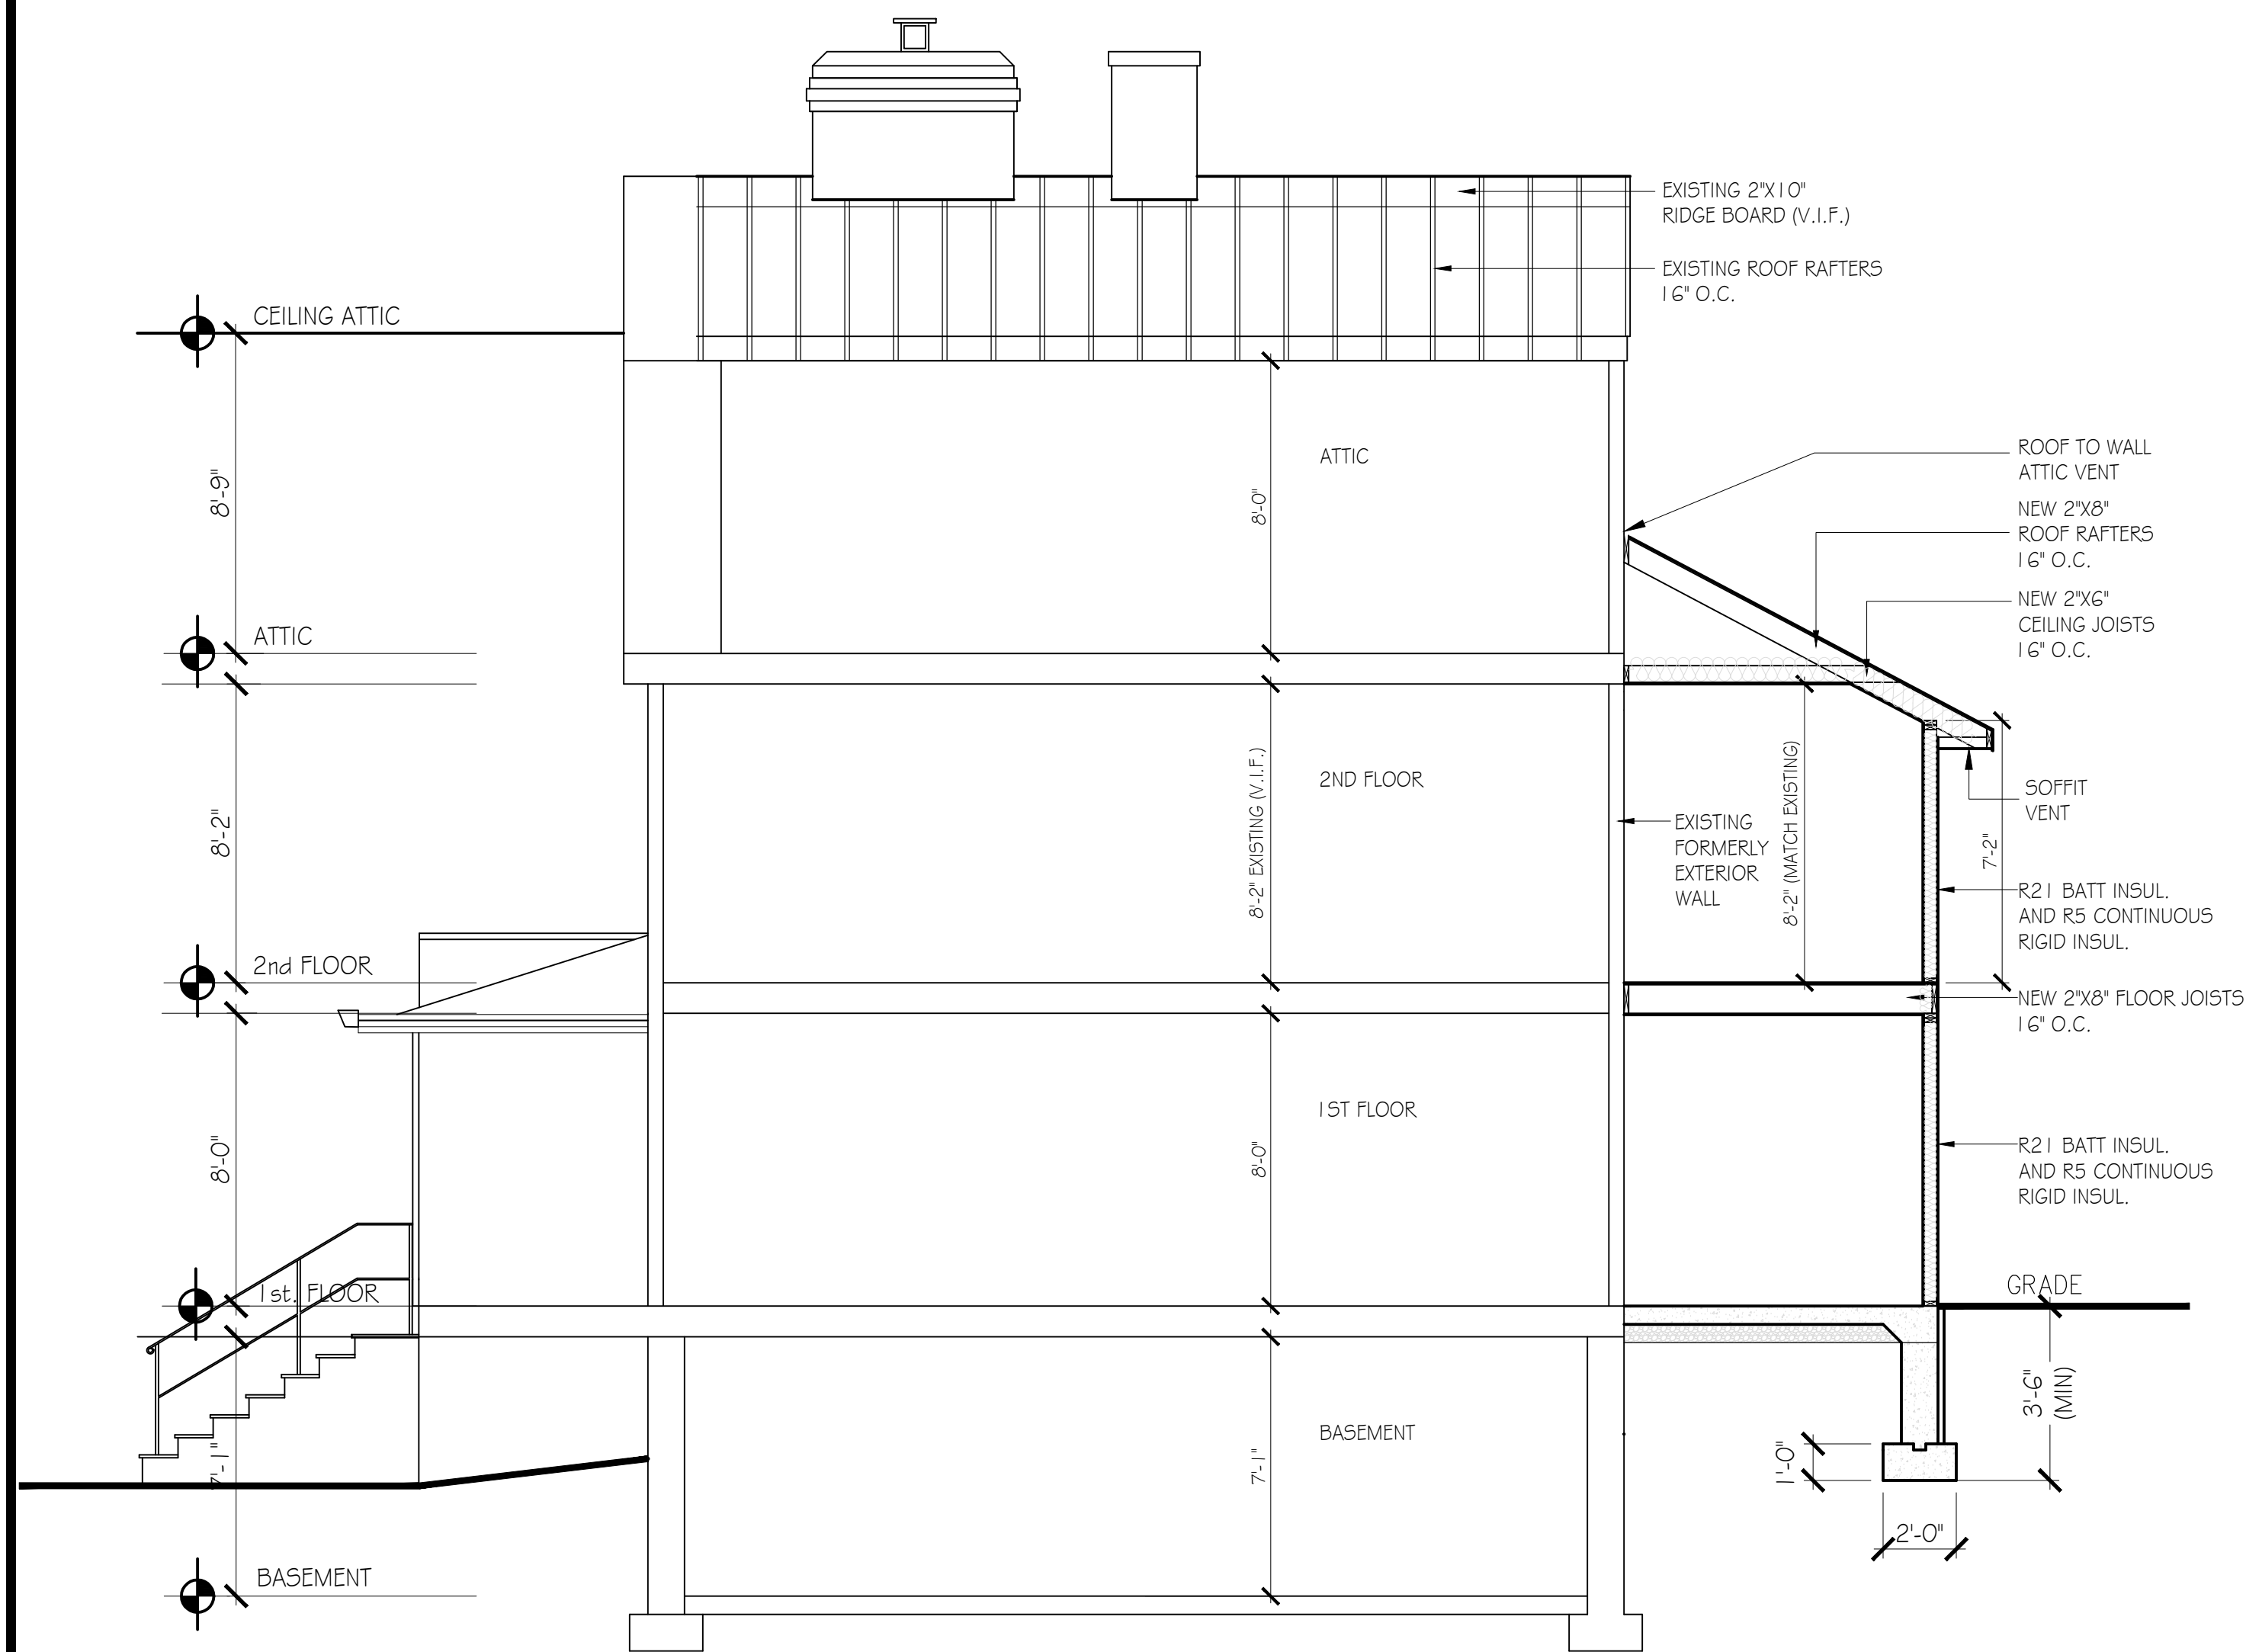 EXISTING 2"X10"
RIDGE BOARD (V.I.F.)
EXISTING ROOF RAFTERS
16" O.C.
CEILING ATTIC
8'-9"
ATTIC
8'-0"
ROOF TO WALL
ATTIC VENT
NEW 2"X8"
ROOF RAFTERS
16" O.C.
NEW 2"X6"
CEILING JOISTS
16" O.C.
ATTIC
8'-2"
2ND FLOOR
8'-2" EXISTING (V.I.F.)
EXISTING
FORMERLY
EXTERIOR
WALL
8'-2" (MATCH EXISTING)
SOFFIT
VENT
7'-2"
R21 BATT INSUL.
AND R5 CONTINUOUS
RIGID INSUL.
2nd FLOOR
NEW 2"X8" FLOOR JOISTS
16" O.C.
8'-0"
1ST FLOOR
8'-0"
R21 BATT INSUL.
AND R5 CONTINUOUS
RIGID INSUL.
1st. FLOOR
GRADE
3'-6"
(MIN)
7'-1"
BASEMENT
7'-1"
1'-0"
2'-0"
BASEMENT